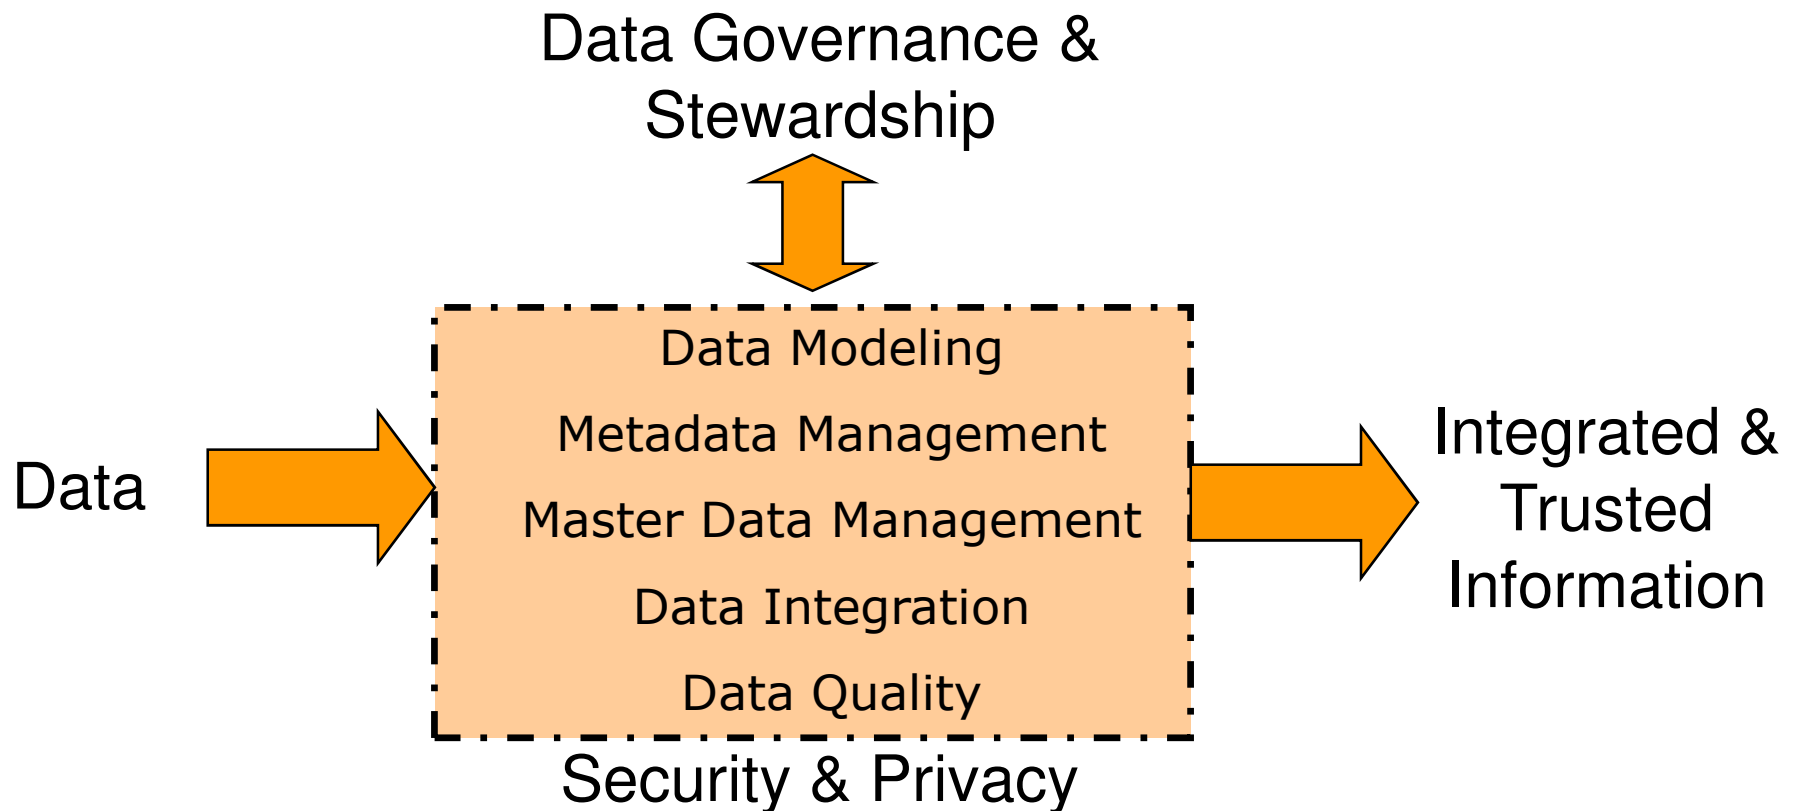 Data Governance &
Stewardship
Data Modeling
Metadata Management
Master Data Management
Data Integration
Data Quality
Data
Integrated &
Trusted
Information
Security & Privacy